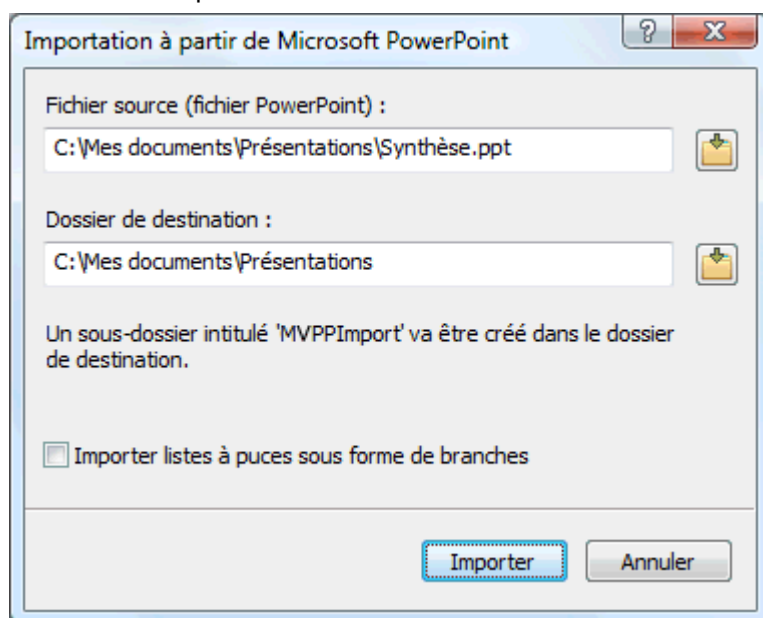 Importation à partir de Microsoft PowerPoint
Fichier source (fichier PowerPoint) :
C:\Mes documents\Présentations\Synthèse.ppt
Dossier de destination :
C:\Mes documents\Présentations
Un sous-dossier intitulé 'MVPPImport' va être créé dans le dossier
de destination.
Importer listes à puces sous forme de branches
Importer Annuler